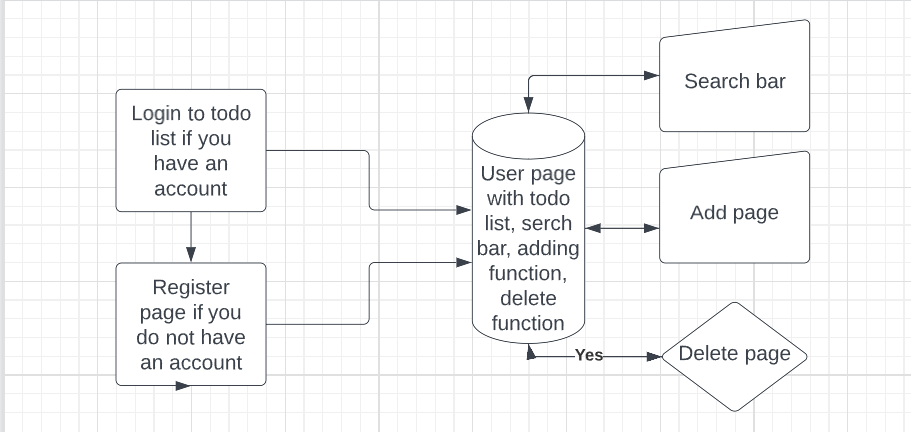 Login to todo
list if you
have an
account
Register
page if you
do not have
an account
User page
with todo
list, serch
bar, adding
function,
delete
function
Search bar
Add page
Yes
Delete page